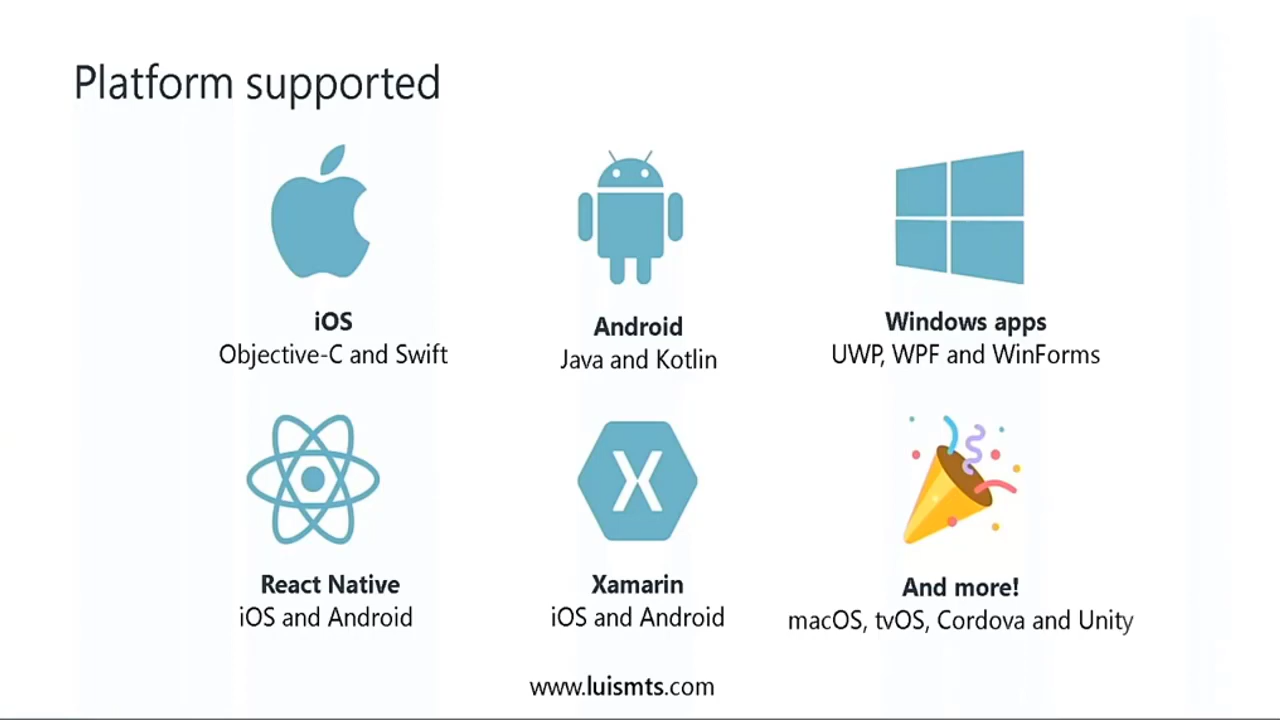 Platform supported
iOS
Objective-C and Swift
Android
Java and Kotlin
Windows apps
UWP, WPF and WinForms
React Native
iOS and Android
Xamarin
iOS and Android
And more!
macOS, tvOS, Cordova and Unity
www.luismts.com